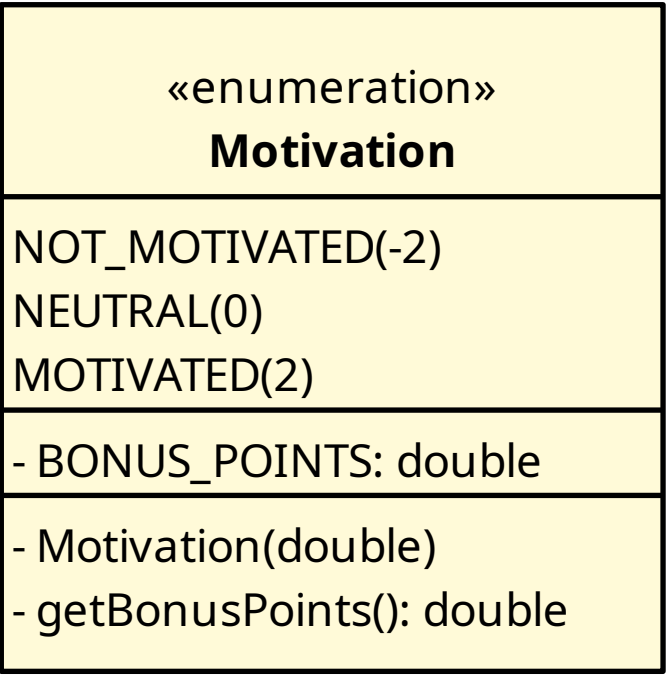 «enumeration»
Motivation
NOT_MOTIVATED(-2)
NEUTRAL(0)
MOTIVATED(2)
- BONUS_POINTS: double
- Motivation(double)
- getBonusPoints(): double